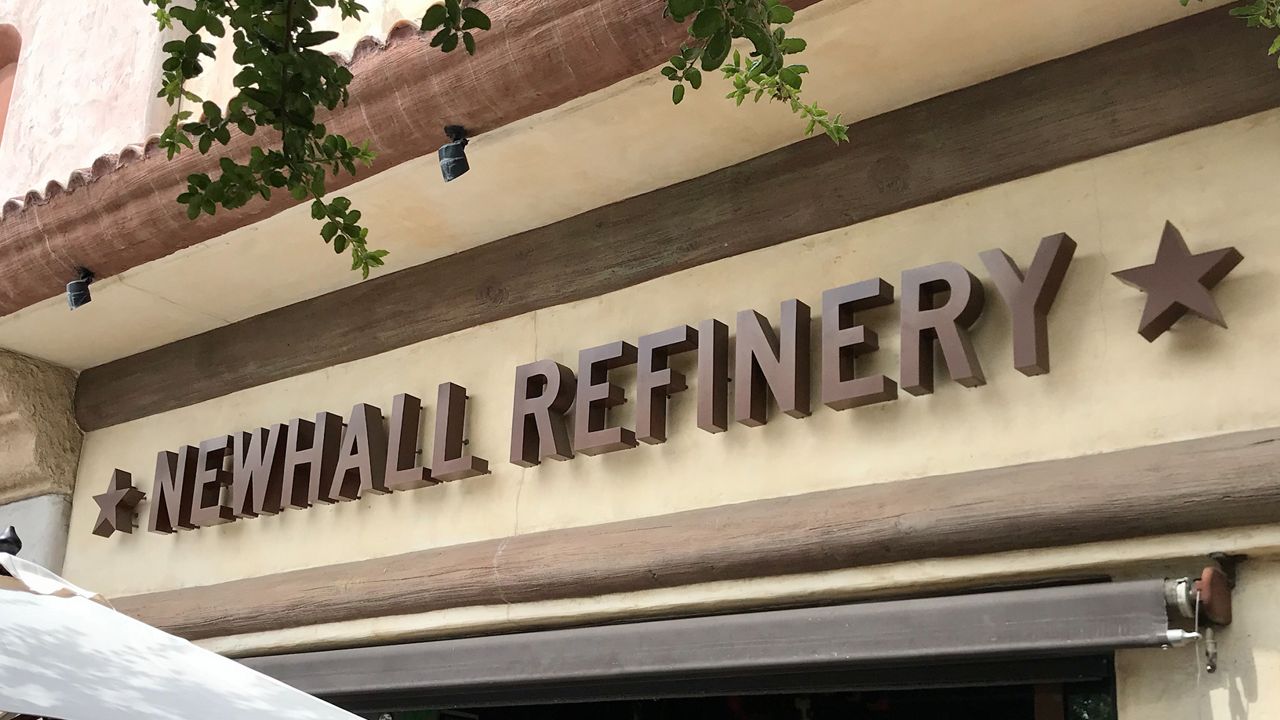 ★ NEWHALL REFINERY ★